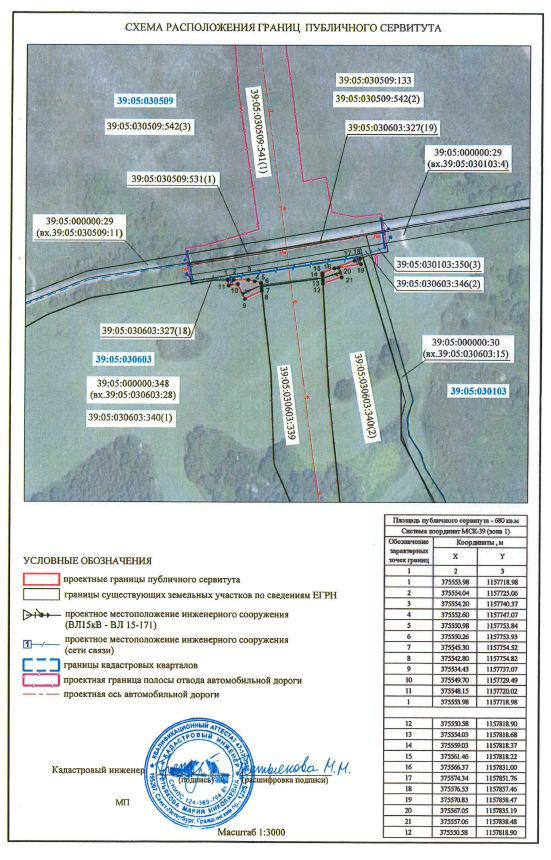 СХЕМА РАСПОЛОЖЕНИЯ ГРАНИЦ ПУБЛИЧНОГО СЕРВИТУТА
39:05:030509
39:05:030509:542(3)
39:05:030509:541(1)
39:05:030509:133
39:05:030509:542(2)
39:05:030603:327(19)
39:05:000000:29
(вх.39:05:030103:4)
39:05:030509:531(1)
39:05:000000:29
(вх.39:05:030509:11)
39:05:030103:350(3)
39:05:030603:346(2)
39:05:030603:327(18)
39:05:030603
39:05:000000:348
(вх.39:05:030603:28)
39:05:030603:340(1)
39:05:030603:339
39:05:030603:340(2)
39:05:000000:30
(вх.39:05:030603:15)
39:05:030103
Площадь публичного сервитута - 680 кв.м
Система координат МСК-39 (зона 1)
Обозначение характерных точек границ
Координаты, м
X Y
1 2 3
1 375553.98 1157718.98
2 375554.04 1157725.06
3 375554.20 1157740.37
4 375552.60 1157747.07
5 375550.98 1157753.84
6 375550.26 1157753.93
7 375545.30 1157754.52
8 375542.80 1157754.82
9 375534.43 1157737.07
10 375549.70 1157729.49
11 375548.15 1157720.02
1 375553.98 1157718.98
12 375550.58 1157818.90
13 375554.03 1157818.68
14 375559.03 1157818.37
15 375561.46 1157818.22
16 375566.37 1157831.00
17 375574.34 1157851.76
18 375576.53 1157857.46
19 375570.83 1157858.47
20 375567.05 1157835.19
21 375557.06 1157838.48
12 375550.58 1157818.90
УСЛОВНЫЕ ОБОЗНАЧЕНИЯ
проектные границы публичного сервитута
границы существующих земельных участков по сведениям ЕГРН
проектное местоположение инженерного сооружения
(ВЛ15кВ - ВЛ 15-171)
проектное местоположение инженерного сооружения
(сети связи)
границы кадастровых кварталов
проектная граница полосы отвода автомобильной дороги
проектная ось автомобильной дороги
Кадастровый инженер
(подпись)
(расшифровка подписи)
МП
КАДАСТРОВЫЙ ИНЖЕНЕР
Масштаб 1:3000